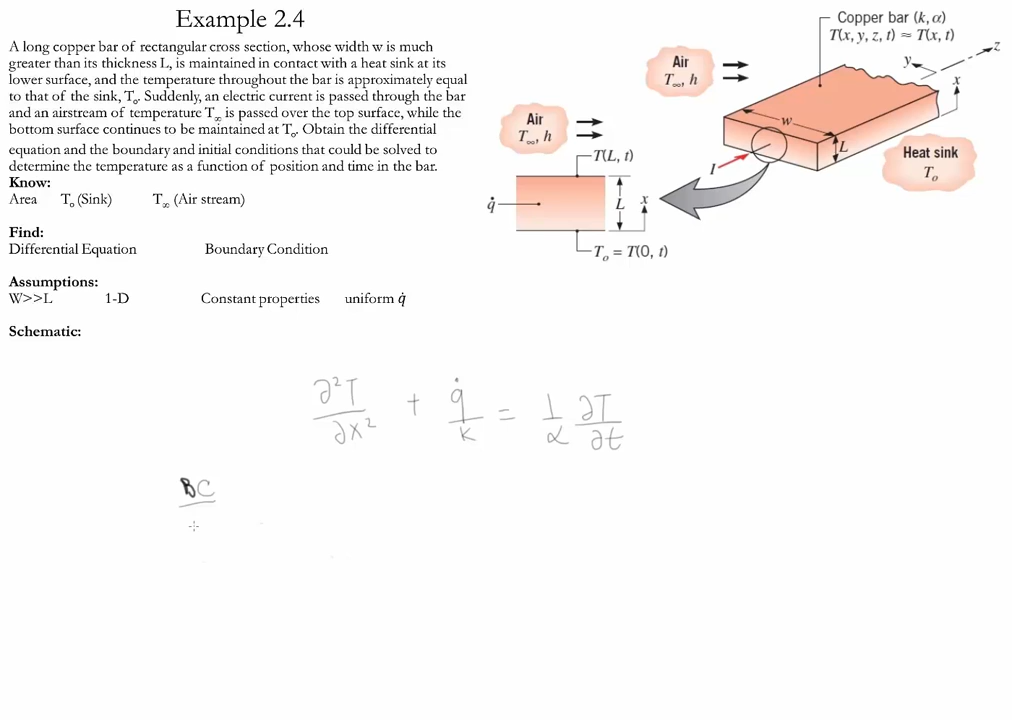 Example 2.4
A long copper bar of rectangular cross section, whose width w is much
greater than its thickness L, is maintained in contact with a heat sink at its
lower surface, and the temperature throughout the bar is approximately equal
to that of the sink, Tₒ. Suddenly, an electric current is passed through the bar
and an airstream of temperature T∞ is passed over the top surface, while the
bottom surface continues to be maintained at Tₒ. Obtain the differential
equation and the boundary and initial conditions that could be solved to
determine the temperature as a function of position and time in the bar.
Know:
Area Tₒ (Sink) T∞ (Air stream)
Find:
Differential Equation Boundary Condition
Assumptions:
W>>L 1-D Constant properties uniform q̇
Schematic:
Air
T∞, h
T(L, t)
q̇
L
x
Tₒ = T(0, t)
Copper bar (k, α)
T(x, y, z, t) ≈ T(x, t)
Air
T∞, h
y
z
x
w
L
I
Heat sink
Tₒ
∂²T/∂x² + q̇/k = 1/α ∂T/∂t
BC